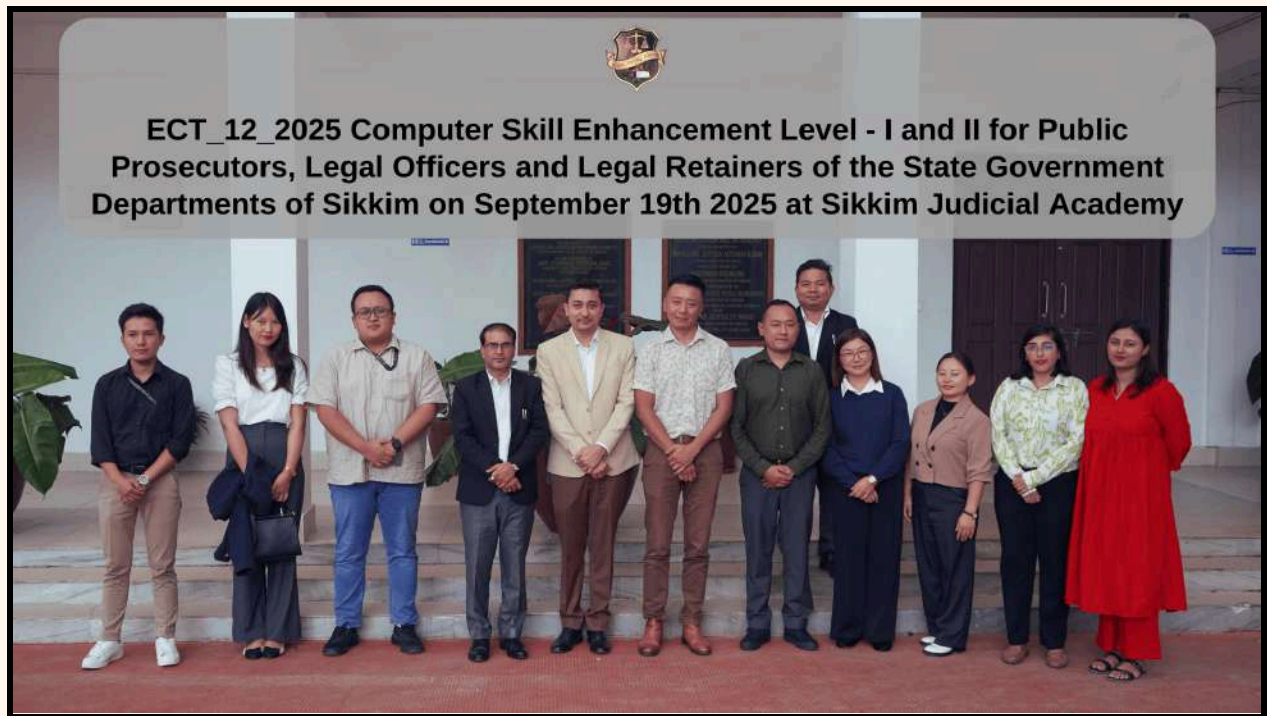 ECT_12_2025 Computer Skill Enhancement Level - I and II for Public
Prosecutors, Legal Officers and Legal Retainers of the State Government
Departments of Sikkim on September 19th 2025 at Sikkim Judicial Academy